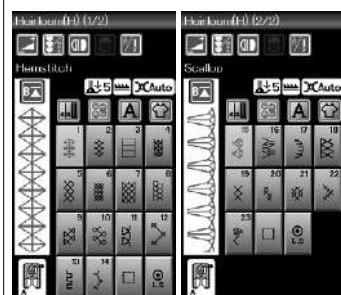 Heirloom(H) (1/2)
Hemstitch
B
5
Auto
A
1 2 3 4
5 6 7 8
9 10 11 12
13 14
L.S
A
Heirloom(H) (2/2)
Scallop
B
5
Auto
A
15 16 17 18
19 20 21 22
23
L.S